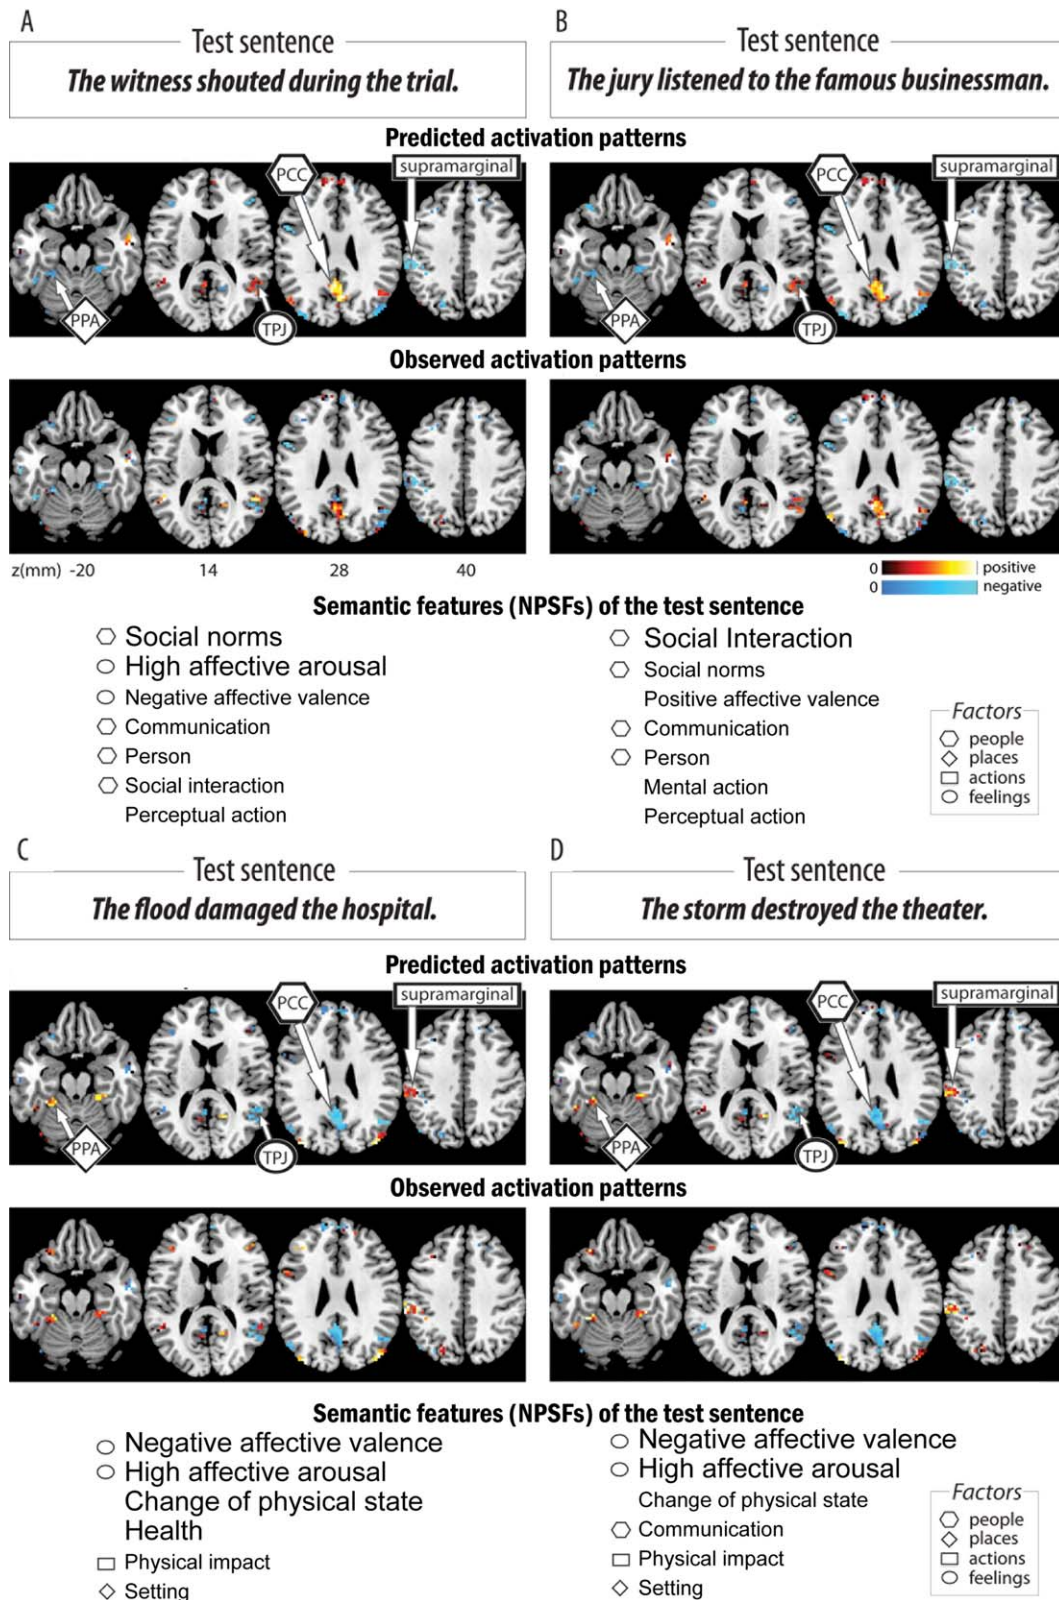 A
B
Test sentence
The witness shouted during the trial.
Test sentence
The jury listened to the famous businessman.
Predicted activation patterns
PCC
supramarginal
PCC
supramarginal
PPA
TPJ
PPA
TPJ
Observed activation patterns
z(mm) -20 14 28 40
0 positive
0 negative
Semantic features (NPSFs) of the test sentence
Social norms
High affective arousal
Negative affective valence
Communication
Person
Social interaction
Perceptual action
Social Interaction
Social norms
Positive affective valence
Communication
Person
Mental action
Perceptual action
Factors
people
places
actions
feelings
C
D
Test sentence
The flood damaged the hospital.
Test sentence
The storm destroyed the theater.
Predicted activation patterns
PCC
supramarginal
PCC
supramarginal
PPA
TPJ
PPA
TPJ
Observed activation patterns
Semantic features (NPSFs) of the test sentence
Negative affective valence
High affective arousal
Change of physical state
Health
Physical impact
Setting
Negative affective valence
High affective arousal
Change of physical state
Communication
Physical impact
Setting
Factors
people
places
actions
feelings